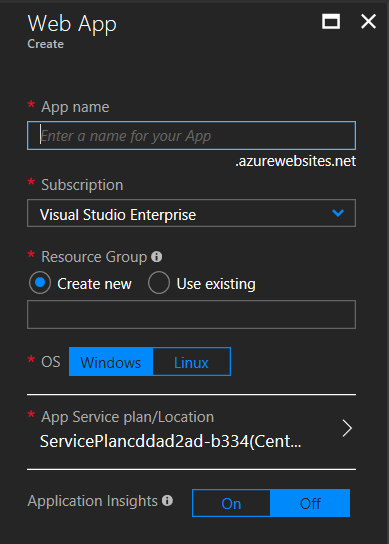 Web App
Create
* App name
Enter a name for your App
.azurewebsites.net
* Subscription
Visual Studio Enterprise
* Resource Group
Create new Use existing
* OS Windows Linux
* App Service plan/Location
ServicePlancddad2ad-b334(Cent...
Application Insights On Off